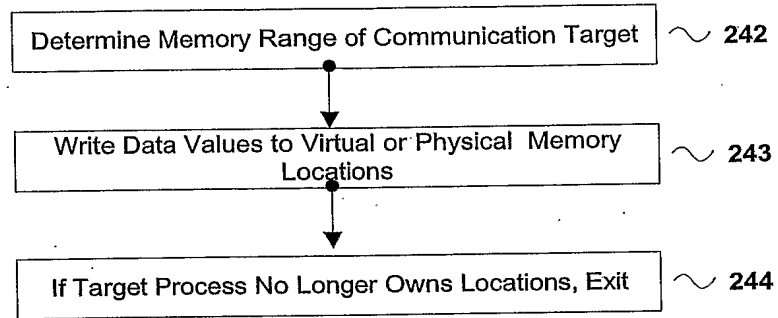 Determine Memory Range of Communication Target
242
Write Data Values to Virtual or Physical Memory
Locations
243
If Target Process No Longer Owns Locations, Exit
244